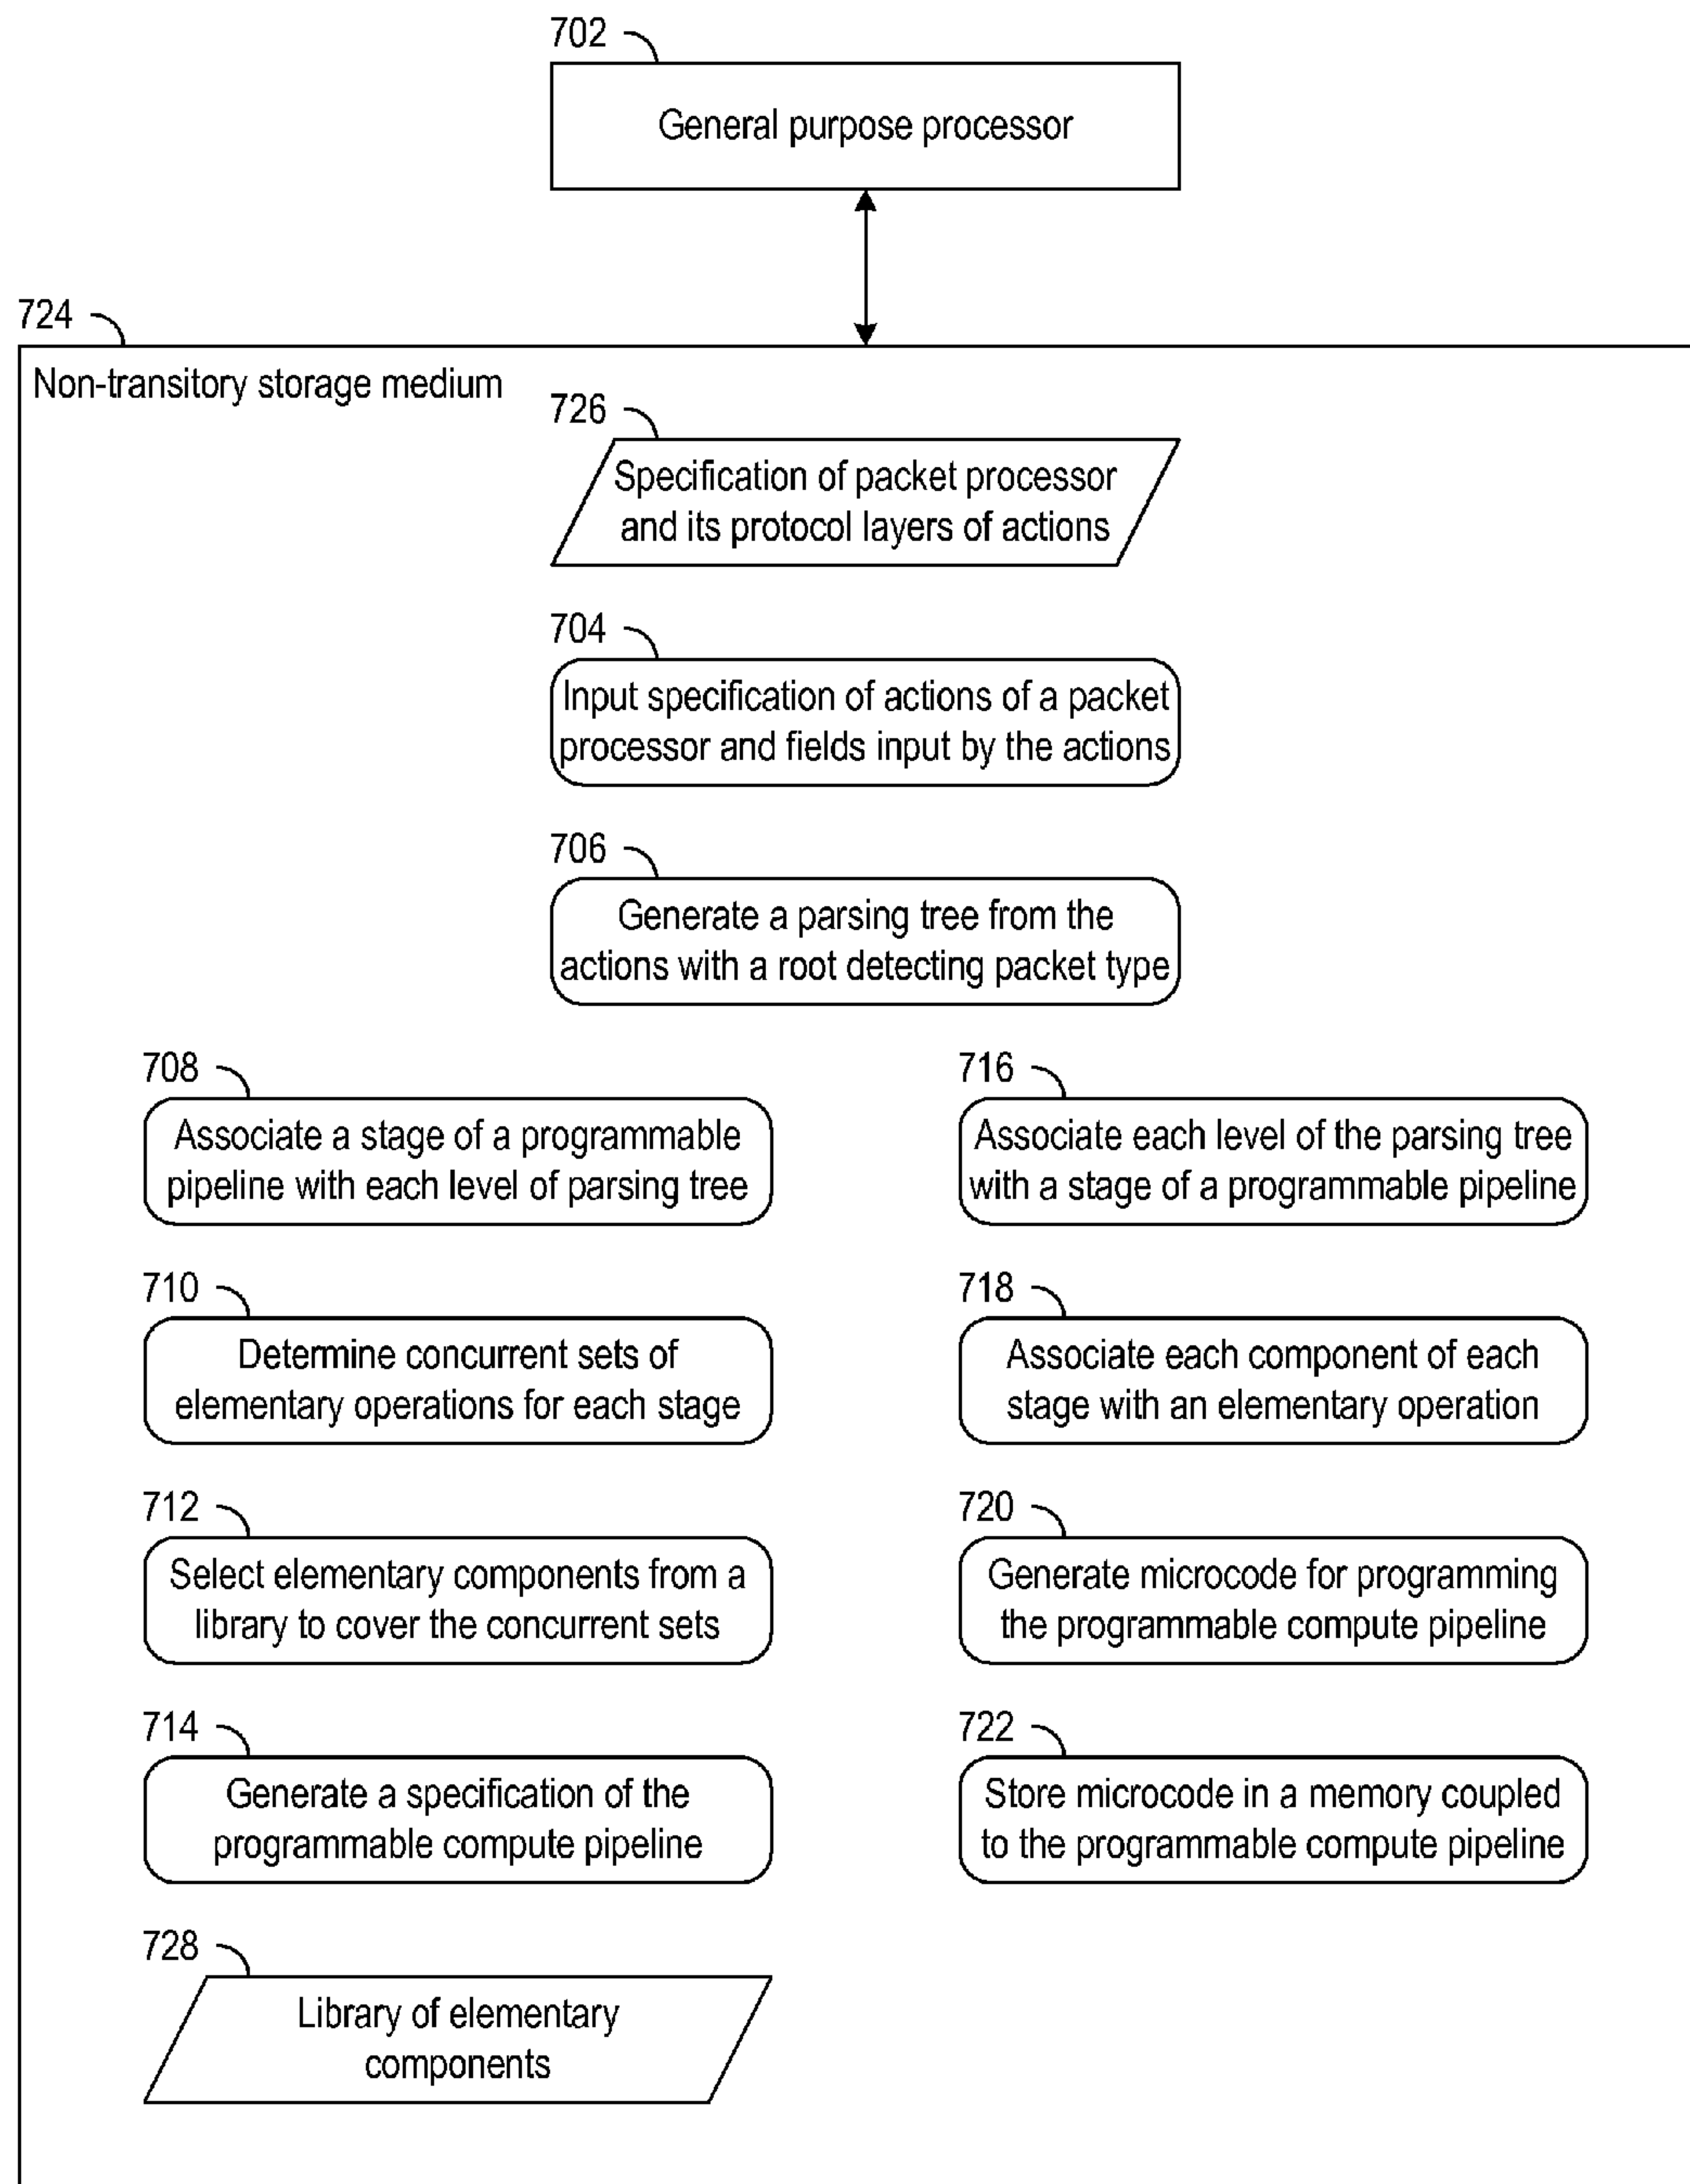 702
General purpose processor
724
Non-transitory storage medium
726
Specification of packet processor
and its protocol layers of actions
704
Input specification of actions of a packet
processor and fields input by the actions
706
Generate a parsing tree from the
actions with a root detecting packet type
708
Associate a stage of a programmable
pipeline with each level of parsing tree
716
Associate each level of the parsing tree
with a stage of a programmable pipeline
710
Determine concurrent sets of
elementary operations for each stage
718
Associate each component of each
stage with an elementary operation
712
Select elementary components from a
library to cover the concurrent sets
720
Generate microcode for programming
the programmable compute pipeline
714
Generate a specification of the
programmable compute pipeline
722
Store microcode in a memory coupled
to the programmable compute pipeline
728
Library of elementary
components